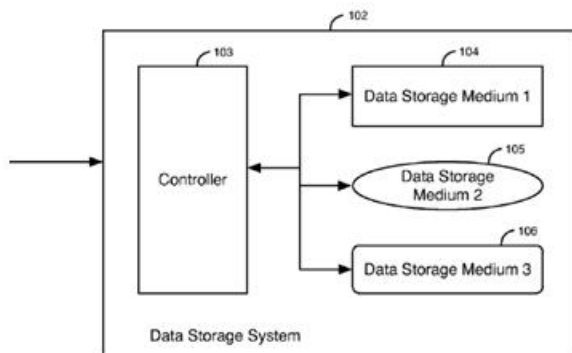 102
103
104
Data Storage Medium 1
Controller
105
Data Storage
Medium 2
106
Data Storage Medium 3
Data Storage System